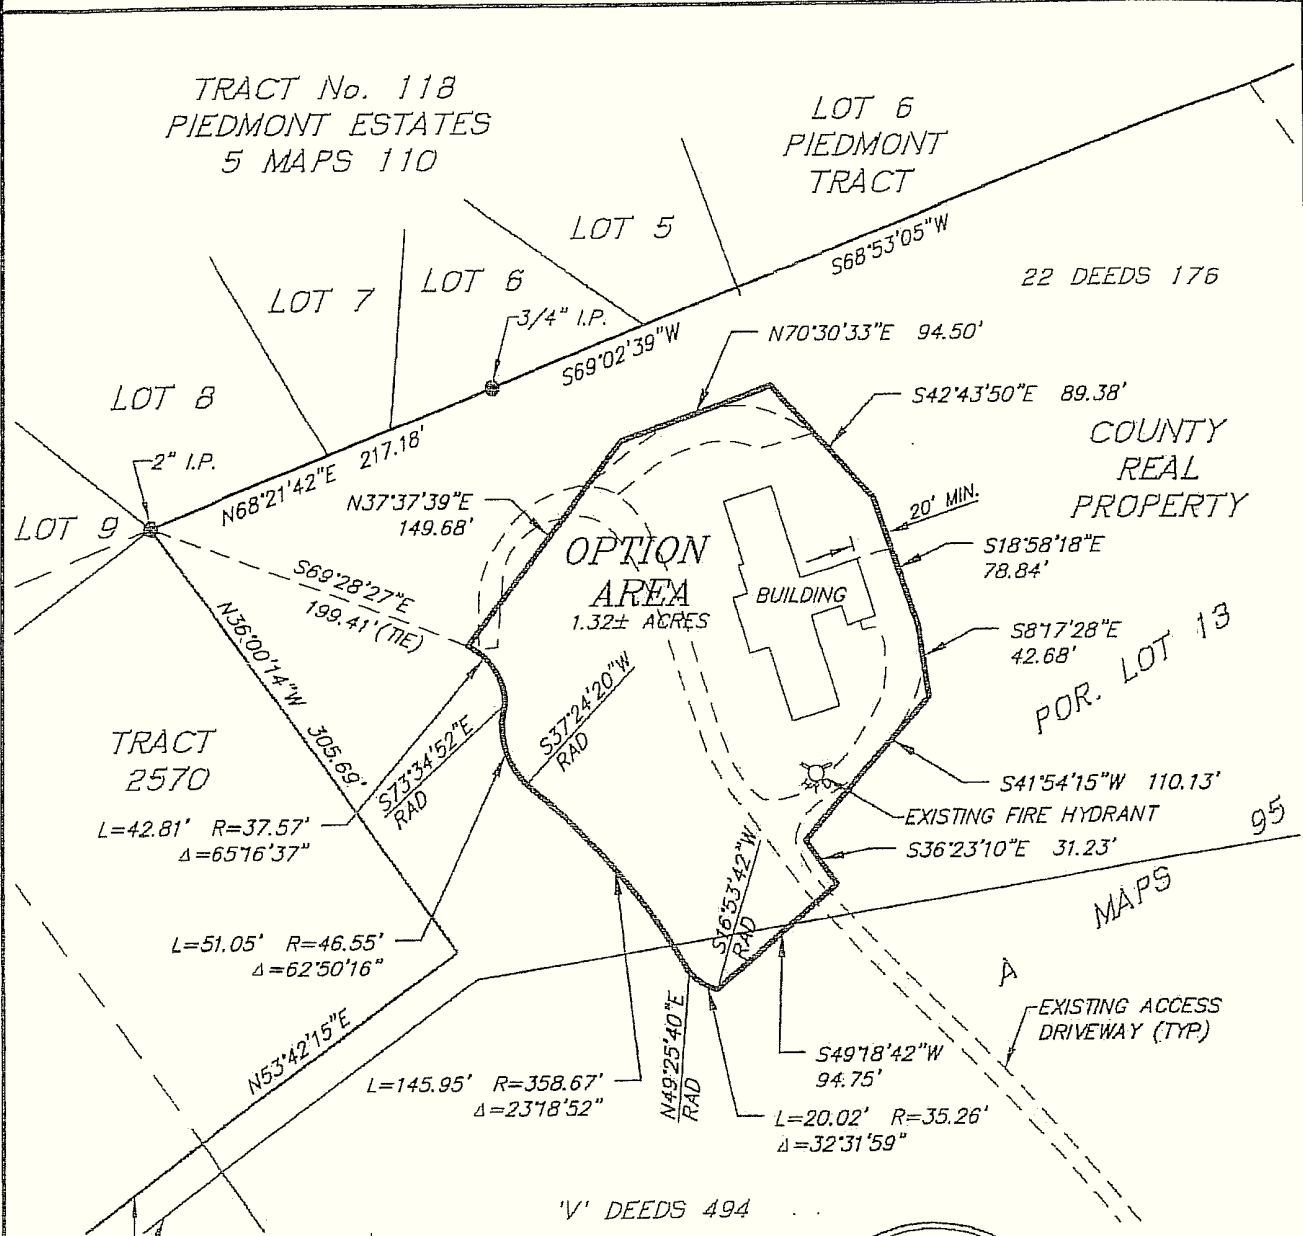 TRACT No. 118
PIEDMONT ESTATES
5 MAPS 110
LOT 6
PIEDMONT
TRACT
LOT 5
S68°53'05"W
22 DEEDS 176
LOT 6
LOT 7
3/4" I.P.
S69°02'39"W
N70°30'33"E 94.50'
LOT 8
S42°43'50"E 89.38'
COUNTY
REAL
PROPERTY
2" I.P.
N68°21'42"E 217.18'
LOT 9
N37°37'39"E
149.68'
20' MIN.
OPTION
AREA
1.32± ACRES
BUILDING
S18°58'18"E
78.84'
S69°28'27"E
199.41' (TIE)
N36°00'14"W 305.69'
S8°17'28"E
42.68'
POR. LOT 13
S37°24'20"W
RAD
S73°34'52"E
RAD
TRACT
2570
L=42.81' R=37.57'
Δ=65°16'37"
S41°54'15"W 110.13'
EXISTING FIRE HYDRANT
S36°23'10"E 31.23'
95
MAPS
A
S16°53'42"W
RAD
L=51.05' R=46.55'
Δ=62°50'16"
N53°42'15"E
EXISTING ACCESS
DRIVEWAY (TYP.)
N49°25'40"E
RAD
S49°18'42"W
94.75'
L=145.95' R=358.67'
Δ=23°18'52"
L=20.02' R=35.26'
Δ=32°31'59"
'V' DEEDS 494